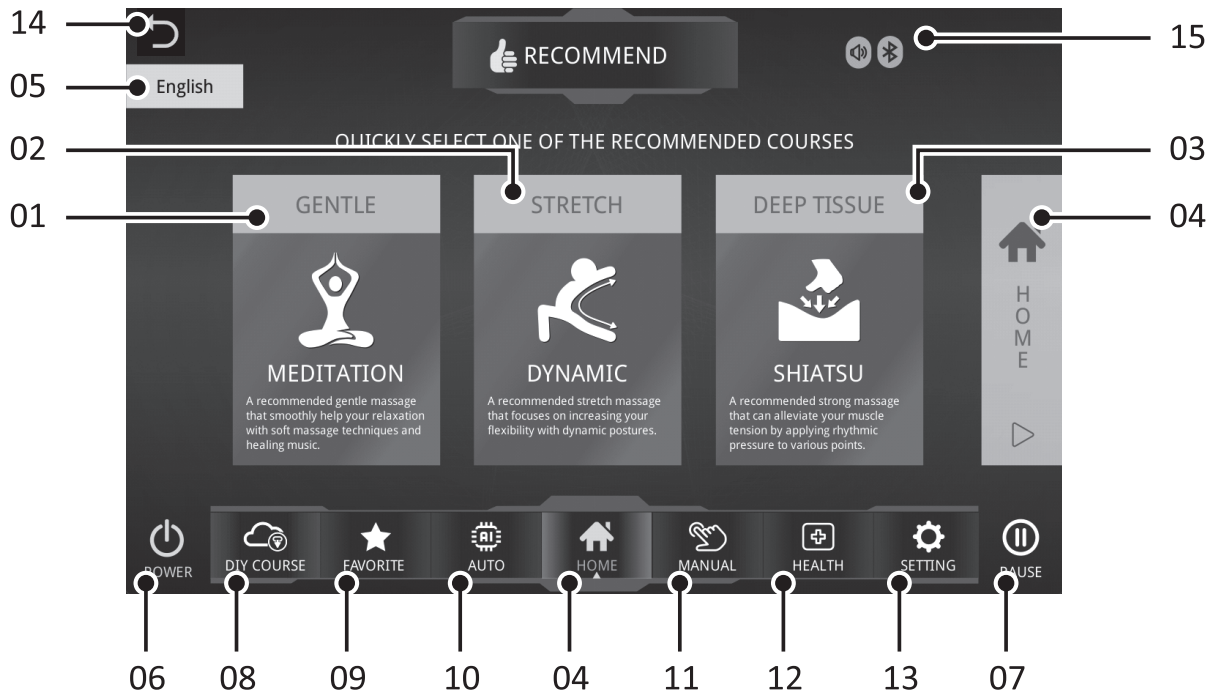 14
RECOMMEND
15
05
English
QUICKLY SELECT ONE OF THE RECOMMENDED COURSES
02
03
01
GENTLE
STRETCH
DEEP TISSUE
04
HOME
MEDITATION
A recommended gentle massage
that smoothly help your relaxation
with soft massage techniques and
healing music.
DYNAMIC
A recommended stretch massage
that focuses on increasing your
flexibility with dynamic postures.
SHIATSU
A recommended strong massage
that can alleviate your muscle
tension by applying rhythmic
pressure to various points.
POWER
DIY COURSE
FAVORITE
AI
AUTO
HOME
MANUAL
HEALTH
SETTING
PAUSE
06
08
09
10
04
11
12
13
07